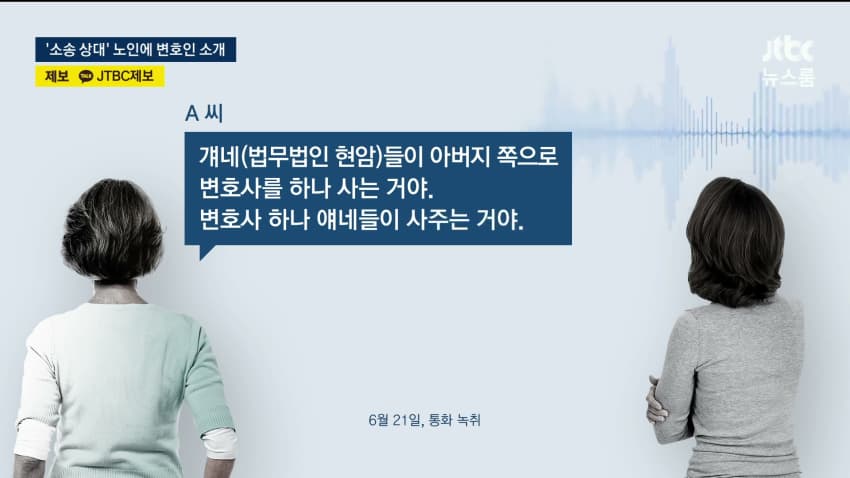 '소송 상대' 노인에 변호인 소개
제보 TALK JTBC제보
jtbc
뉴스룸
A 씨
걔네(법무법인 현암)들이 아버지 쪽으로
변호사를 하나 사는 거야.
변호사 하나 얘네들이 사주는 거야.
6월 21일, 통화 녹취